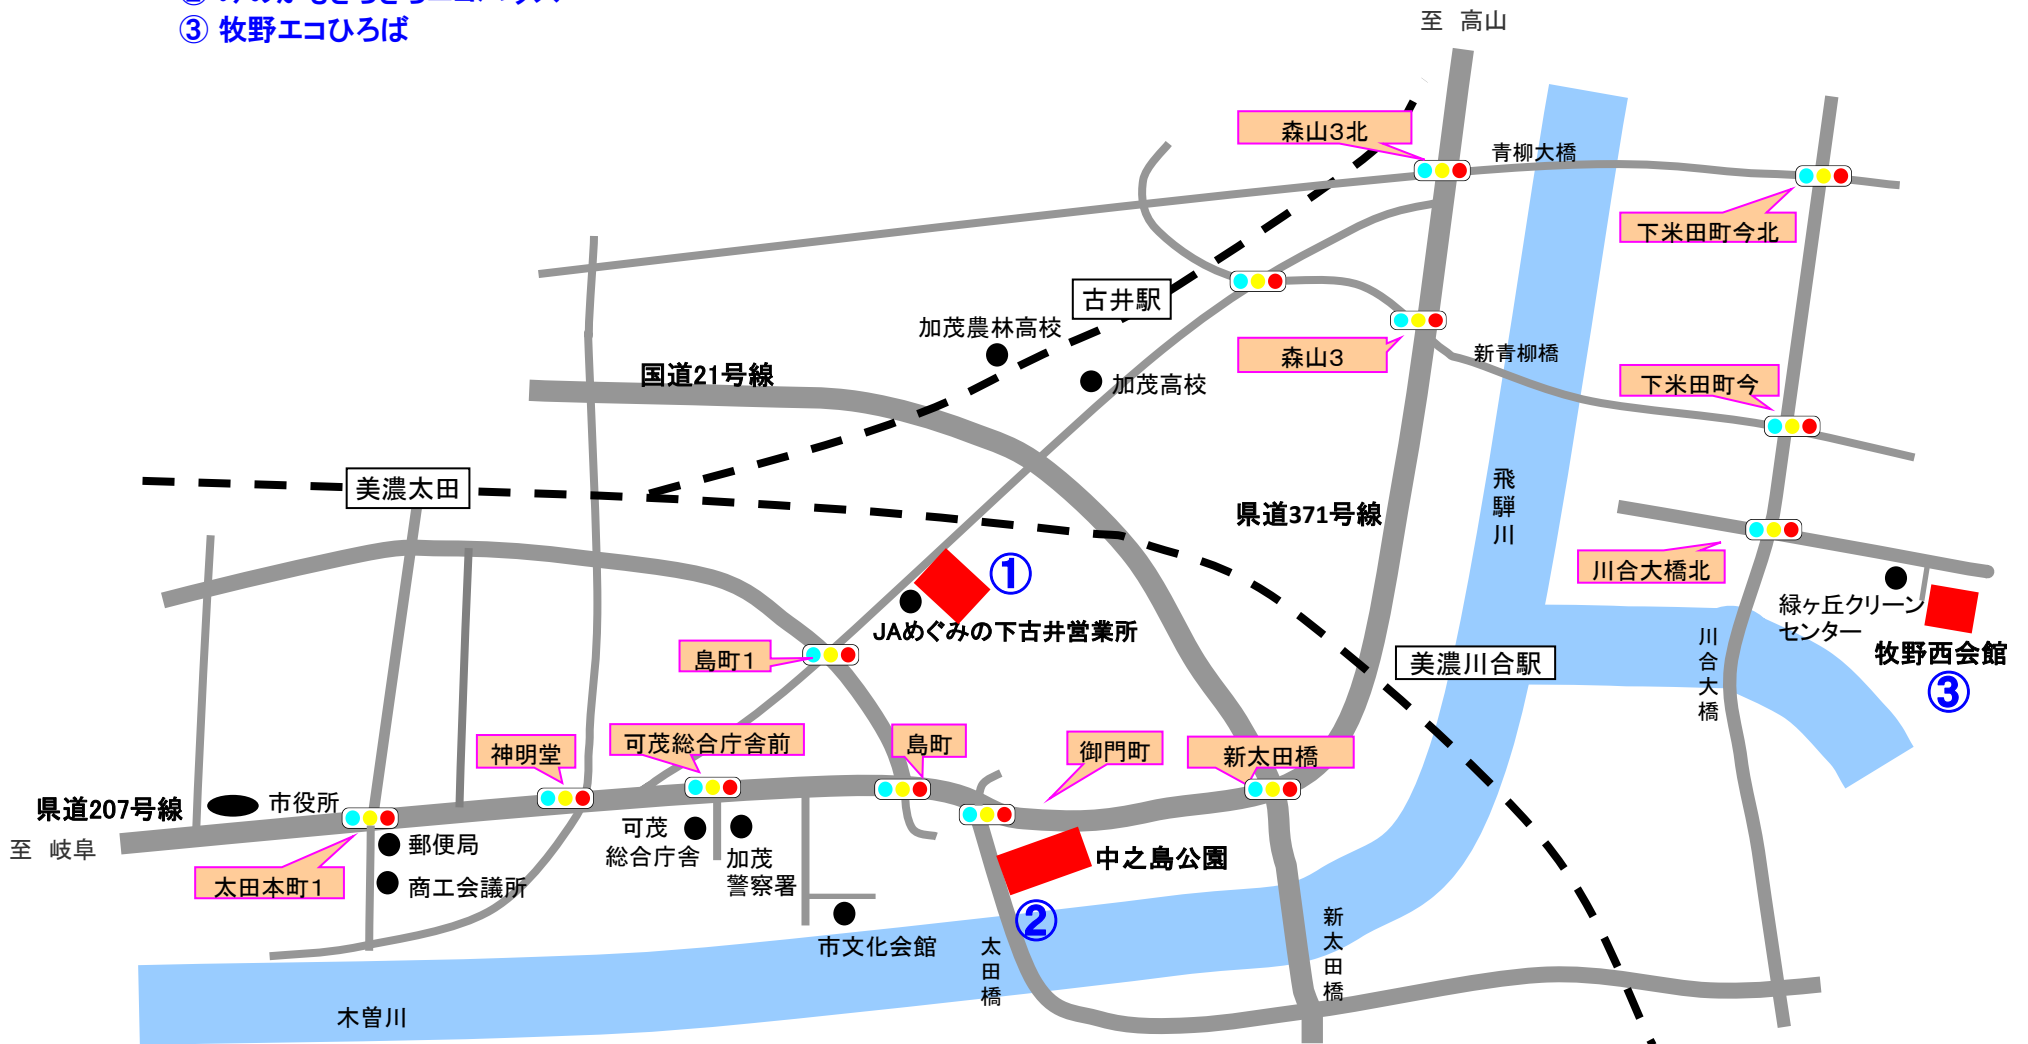 ③ 牧野エコひろば
至 高山
森山3北
青柳大橋
下米田町今北
古井駅
加茂農林高校
森山3
新青柳橋
国道21号線
加茂高校
下米田町今
美濃太田
飛騨川
県道371号線
①
川合大橋北
緑ヶ丘クリーン
センター
JAめぐみの下古井営業所
島町1
美濃川合駅
川合大橋
牧野西会館
③
神明堂
可茂総合庁舎前
島町
御門町
新太田橋
県道207号線
市役所
至 岐阜
郵便局
可茂
総合庁舎
加茂
警察署
中之島公園
太田本町1
商工会議所
②
市文化会館
太田橋
新太田橋
木曽川